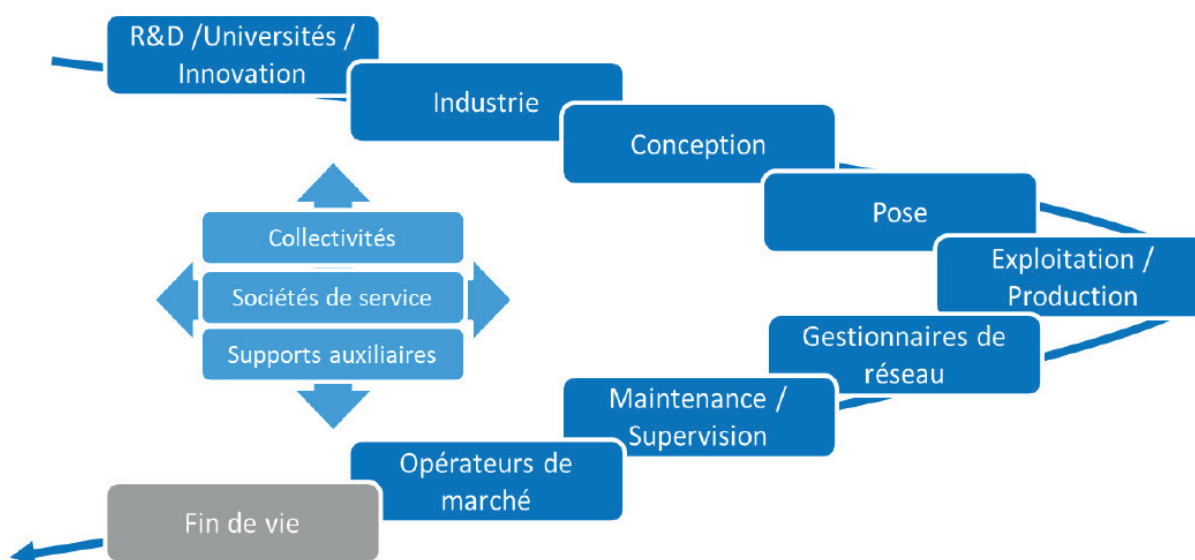 R&D /Universités /
Innovation
Industrie
Conception
Pose
Exploitation /
Production
Gestionnaires de
réseau
Maintenance /
Supervision
Opérateurs de
marché
Fin de vie
Collectivités
Sociétés de service
Supports auxiliaires